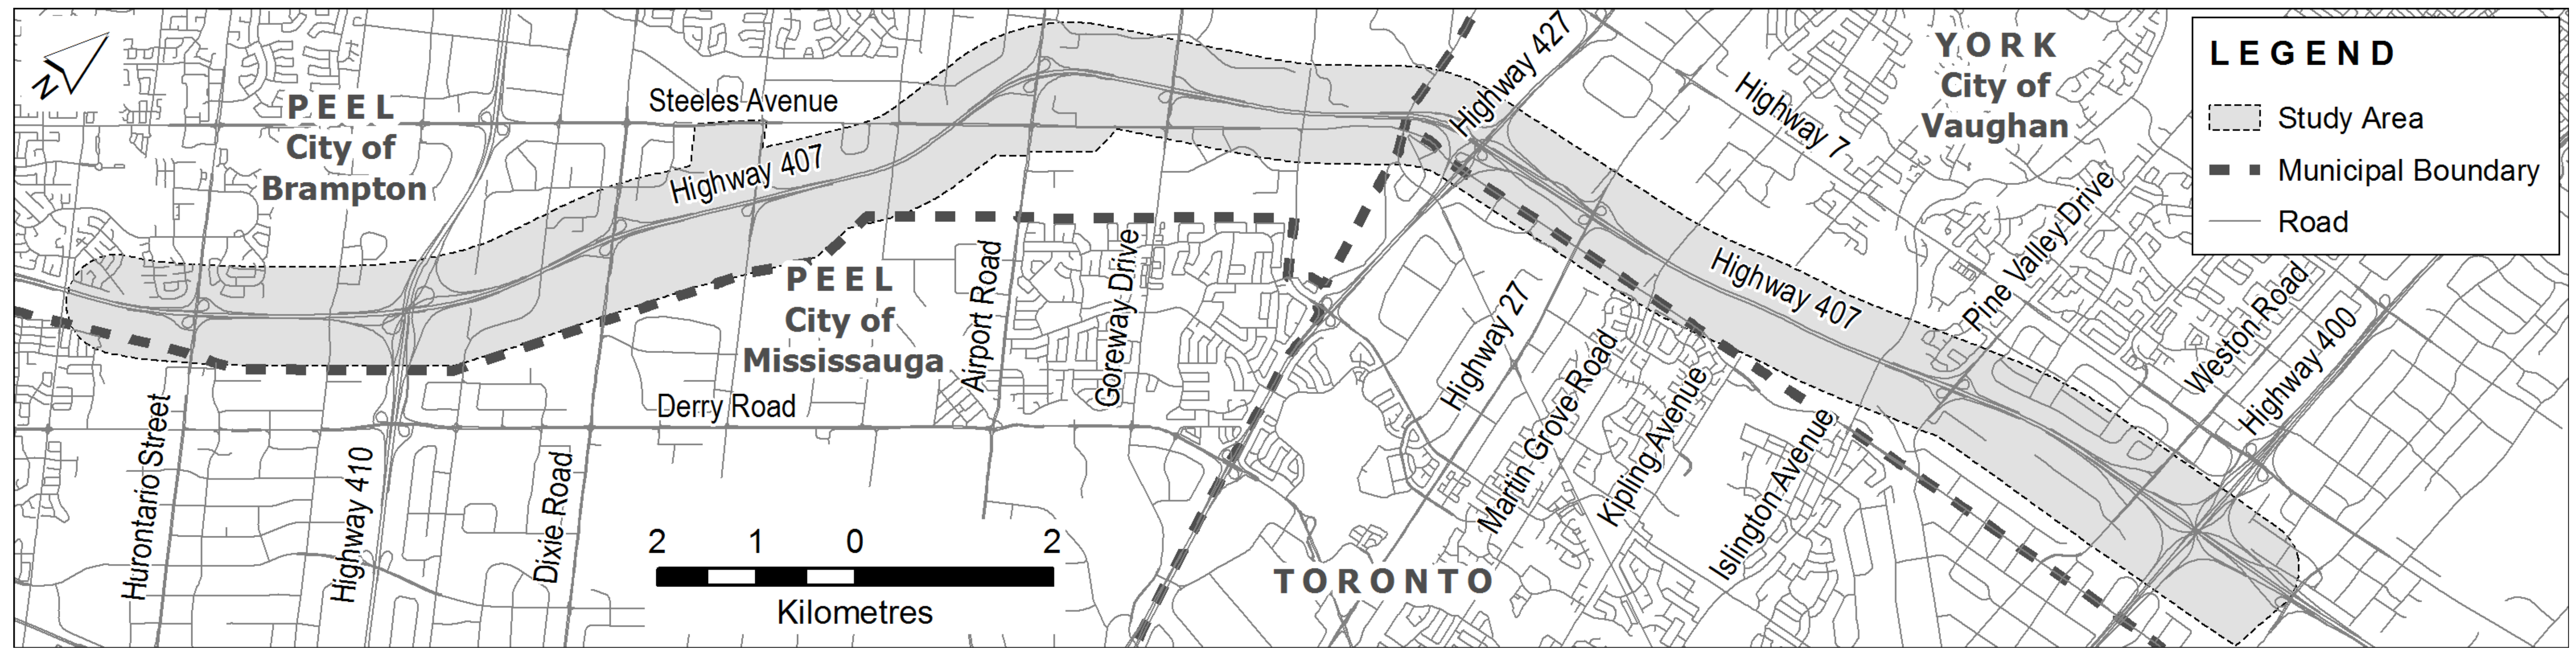 N
PEEL
City of
Brampton
Steeles Avenue
Highway 407
Highway 427
Highway 7
YORK
City of
Vaughan
LEGEND
Study Area
Municipal Boundary
Road
PEEL
City of
Mississauga
Airport Road
Goreway Drive
Highway 407
Pine Valley Drive
Weston Road
Highway 400
Derry Road
Hurontario Street
Highway 410
Dixie Road
Highway 27
Martin Grove Road
Kipling Avenue
Islington Avenue
2 1 0 2
Kilometres
TORONTO